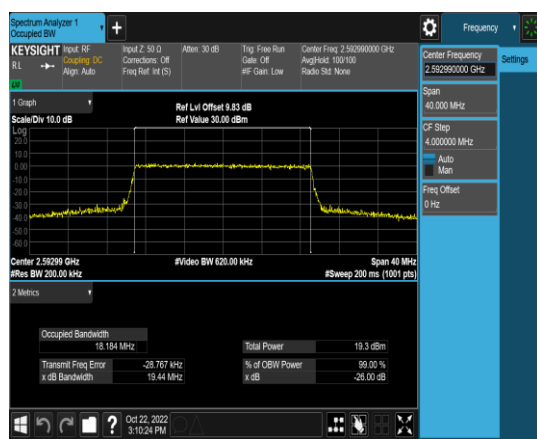 Spectrum Analyzer 1
Occupied BW
+
Frequency
KEYSIGHT
RL
Input: RF
Coupling: DC
Align: Auto
Input Z: 50 Ω
Corrections: Off
Freq Ref: Int (S)
Atten: 30 dB
Trig: Free Run
Gate: Off
#IF Gain: Low
Center Freq: 2.592990000 GHz
Avg|Hold: 100/100
Radio Std: None
Center Frequency
2.592990000 GHz
Settings
Span
40.000 MHz
CF Step
4.000000 MHz
Auto
Man
Freq Offset
0 Hz
1 Graph
Scale/Div 10.0 dB
Ref Lvl Offset 9.83 dB
Ref Value 30.00 dBm
Log
20.0
10.0
0.00
-10.0
-20.0
-30.0
-40.0
-50.0
-60.0
Center 2.59299 GHz
#Video BW 620.00 kHz
Span 40 MHz
#Res BW 200.00 kHz
#Sweep 200 ms (1001 pts)
2 Metrics
Occupied Bandwidth
18.184 MHz
Total Power 19.3 dBm
Transmit Freq Error -28.767 kHz
% of OBW Power 99.00 %
x dB Bandwidth 19.44 MHz
x dB -26.00 dB
?
Oct 22, 2022
3:10:24 PM